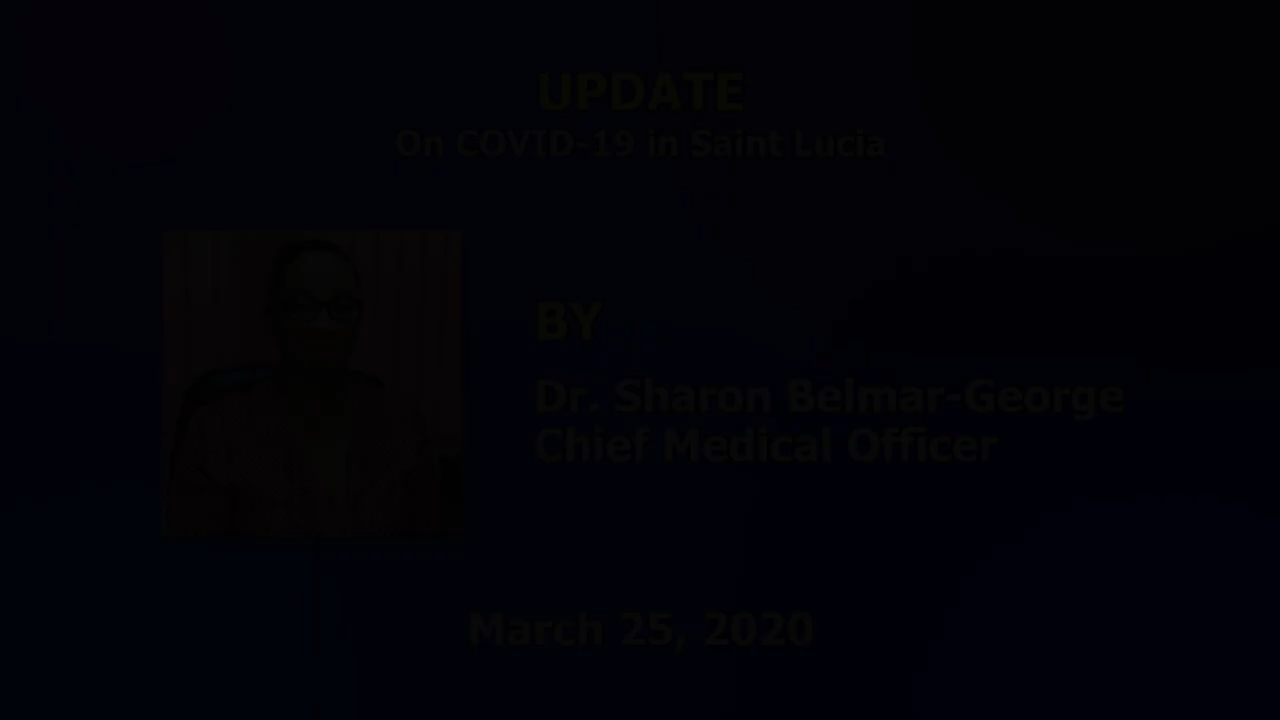 UPDATE
On COVID-19 in Saint Lucia
BY
Dr. Sharon Belmar-George
Chief Medical Officer
March 25, 2020